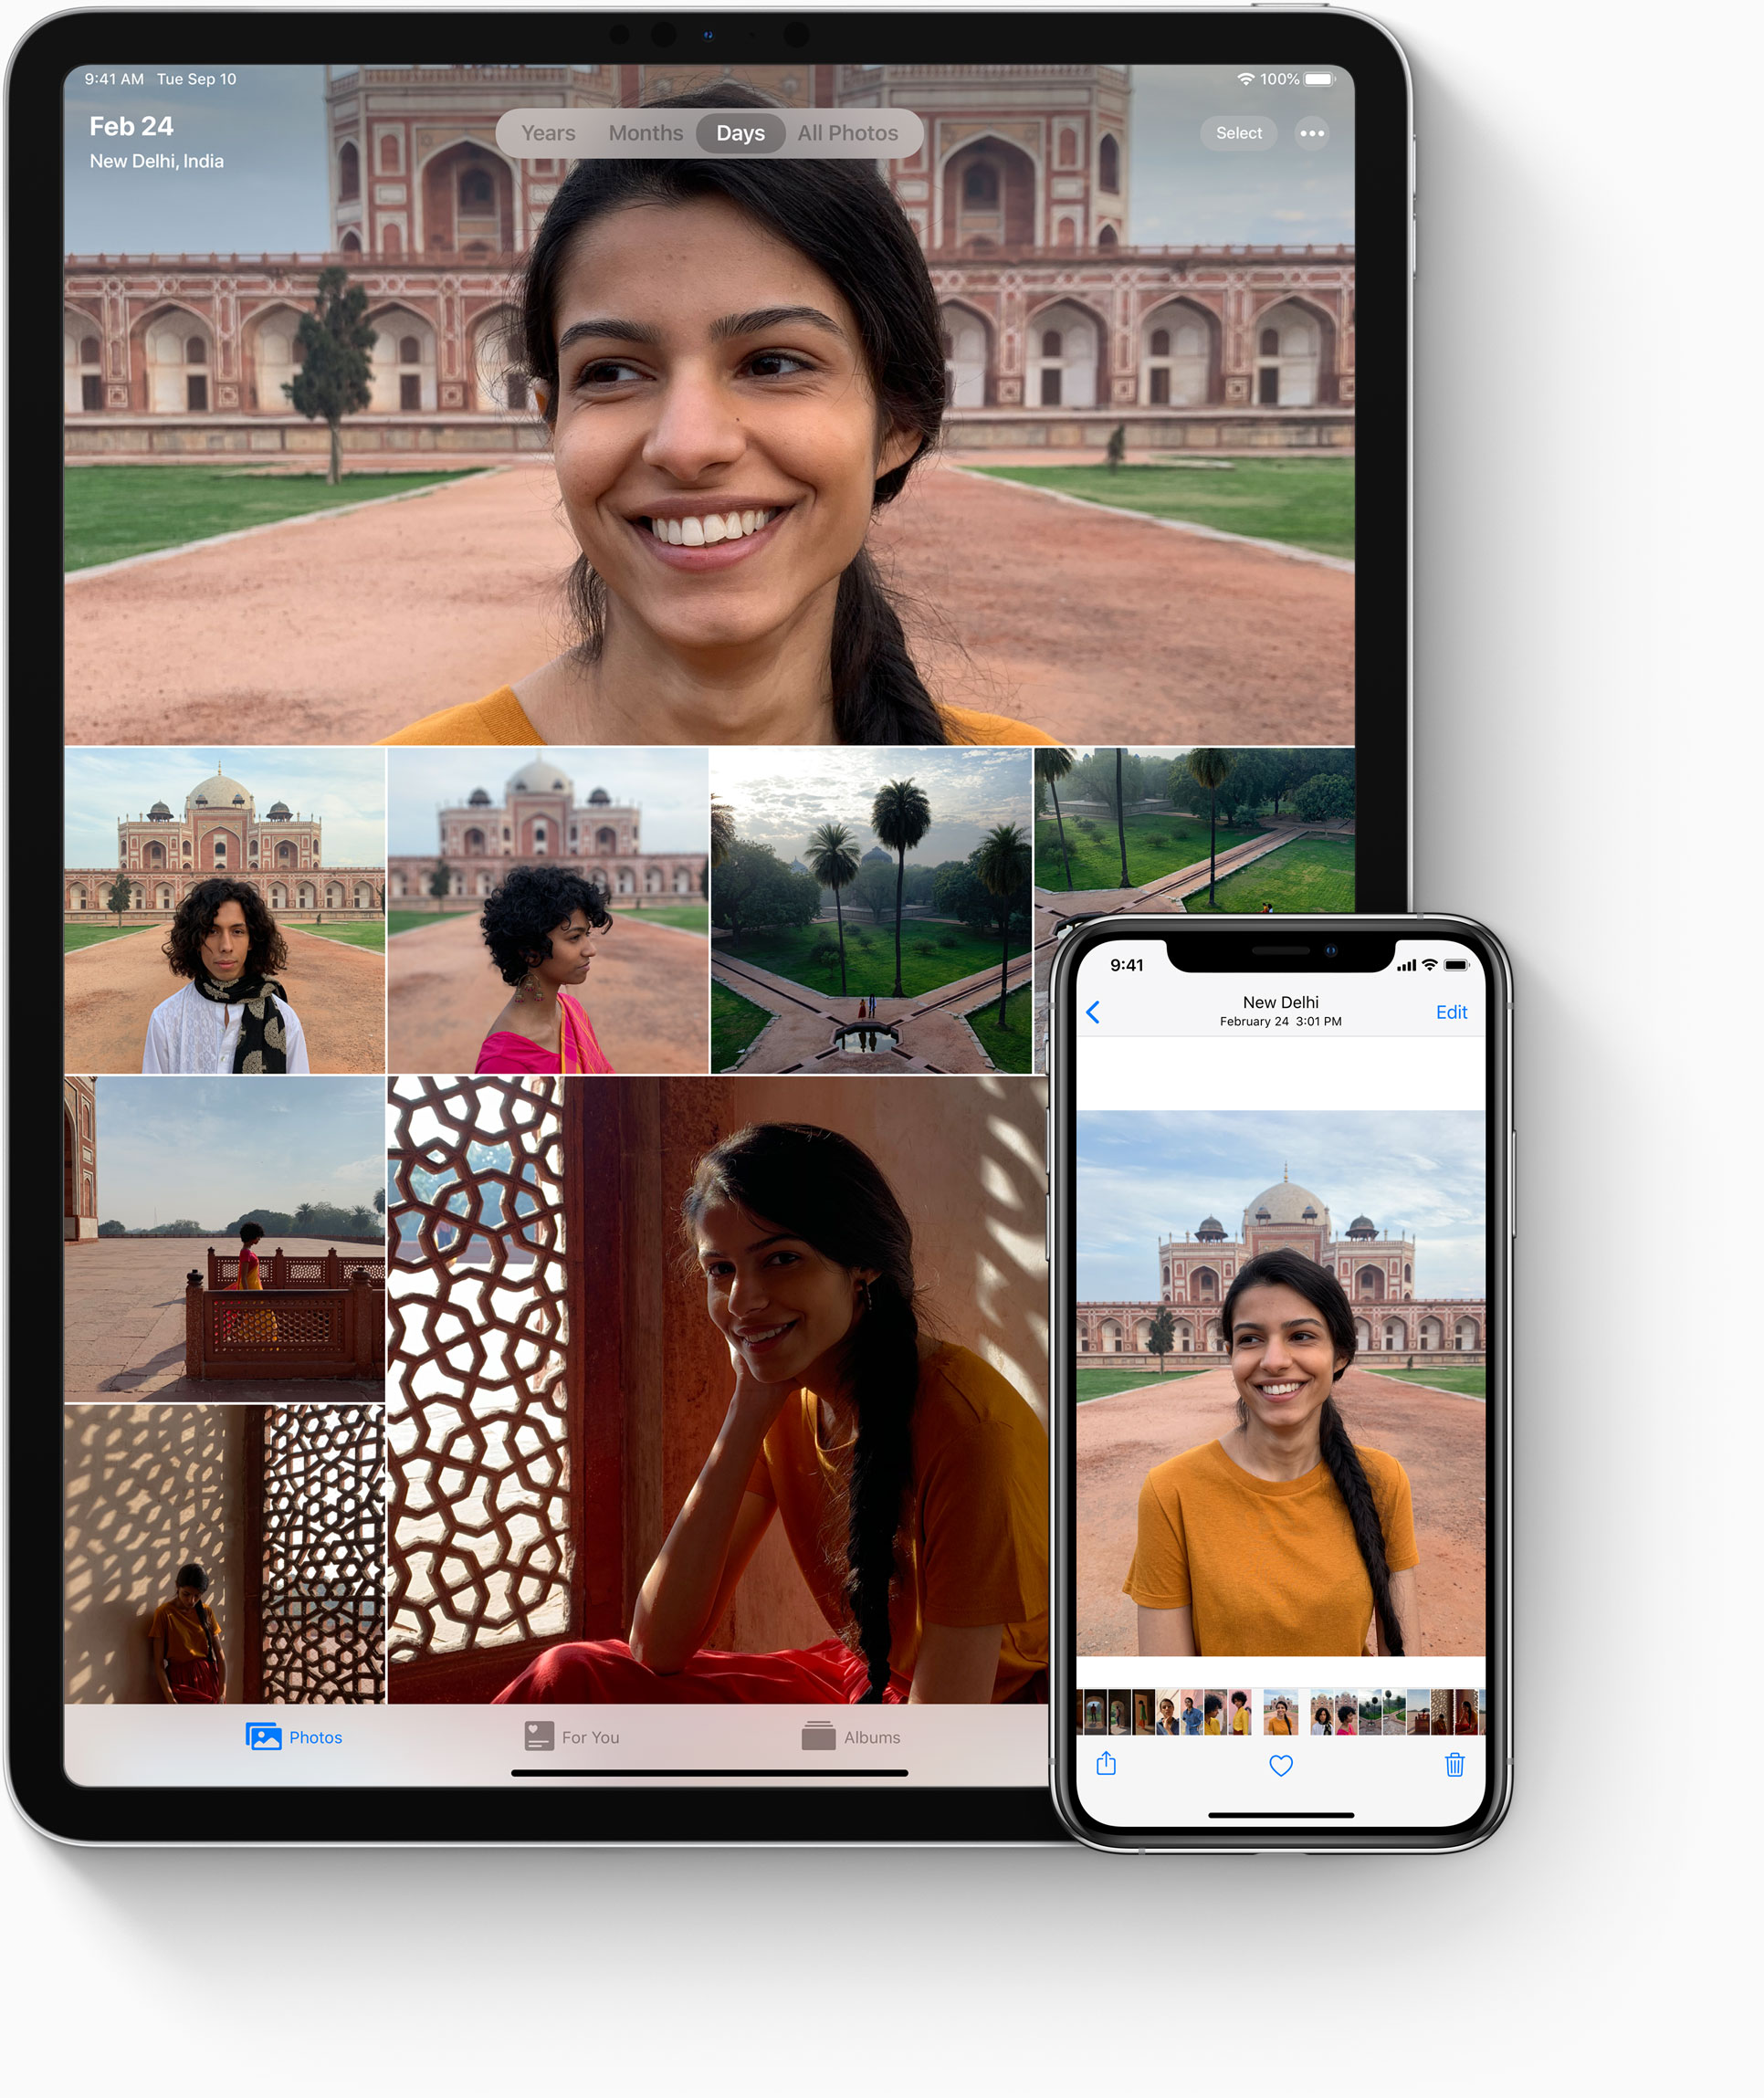 9:41 AM Tue Sep 10
100%
Feb 24
New Delhi, India
Years Months Days All Photos
Select
Photos
For You
Albums
9:41
New Delhi
February 24 3:01 PM
Edit